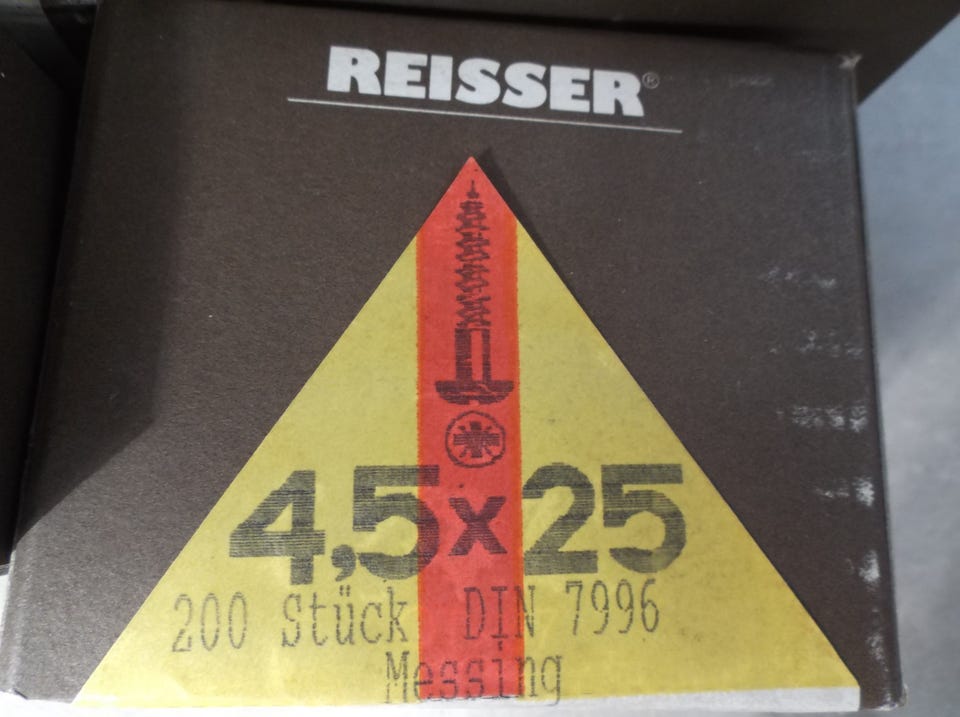 REISSER®
4,5x25
200 Stück DIN 7996
Messing